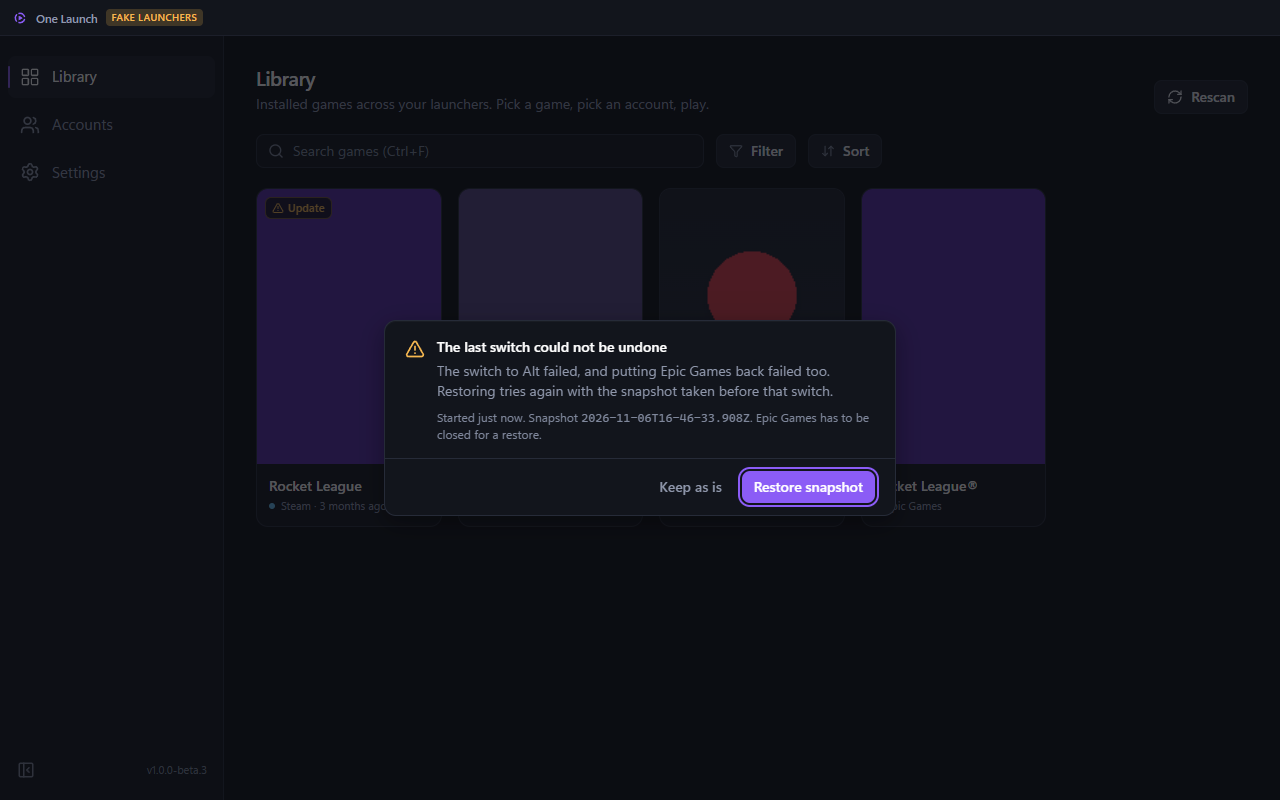 One Launch
FAKE LAUNCHERS
Library
Accounts
Settings
Library
Installed games across your launchers. Pick a game, pick an account, play.
Rescan
Search games (Ctrl+F)
Filter
Sort
Update
The last switch could not be undone
The switch to Alt failed, and putting Epic Games back failed too.
Restoring tries again with the snapshot taken before that switch.
Started just now. Snapshot 2026-11-06T16-46-33.908Z. Epic Games has to be
closed for a restore.
Keep as is
Restore snapshot
Rocket League
Steam · 3 months ago
League®
Games
v1.0.0-beta.3